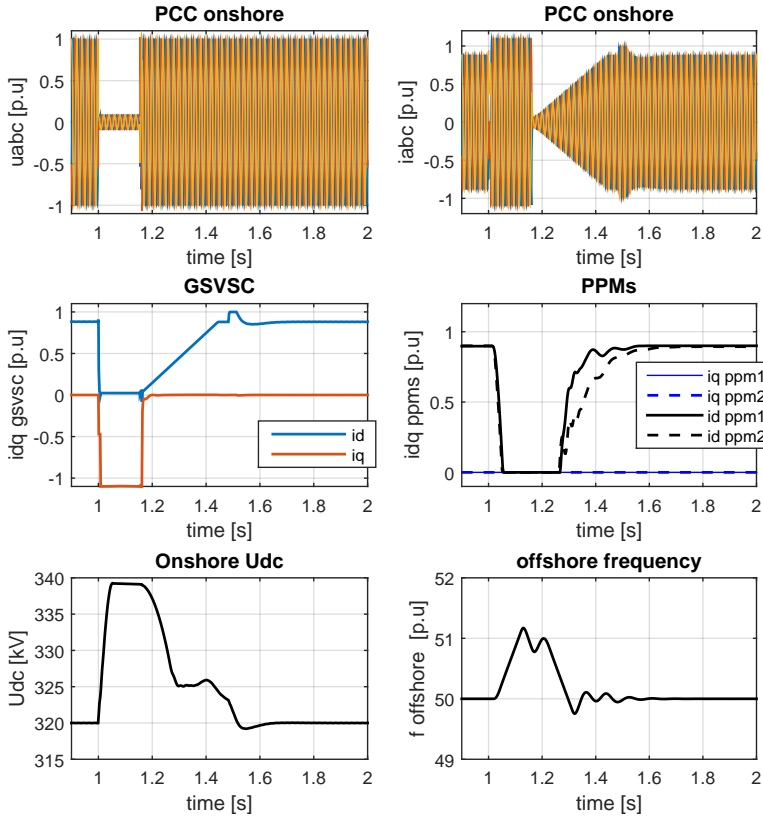 PCC onshore
uabc [p.u]
1
0.5
0
-0.5
-1
1 1.2 1.4 1.6 1.8 2
time [s]
PCC onshore
iabc [p.u]
1
0.5
0
-0.5
-1
1 1.2 1.4 1.6 1.8 2
time [s]
GSVSC
idq gsvsc [p.u]
1
0.5
0
-0.5
-1
id
iq
1 1.2 1.4 1.6 1.8 2
time [s]
PPMs
idq ppms [p.u]
1
0.5
0
iq ppm1
iq ppm2
id ppm1
id ppm2
1 1.2 1.4 1.6 1.8 2
time [s]
Onshore Udc
Udc [kV]
340
335
330
325
320
315
1 1.2 1.4 1.6 1.8 2
time [s]
offshore frequency
f offshore [p.u]
52
51
50
49
1 1.2 1.4 1.6 1.8 2
time [s]